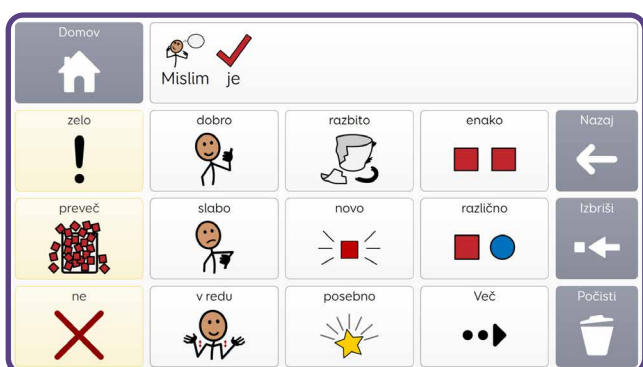 Domov
Mislim je
zelo dobro razbito enako Nazaj
preveč slabo novo različno Izbriši
ne v redu posebno Več Počisti